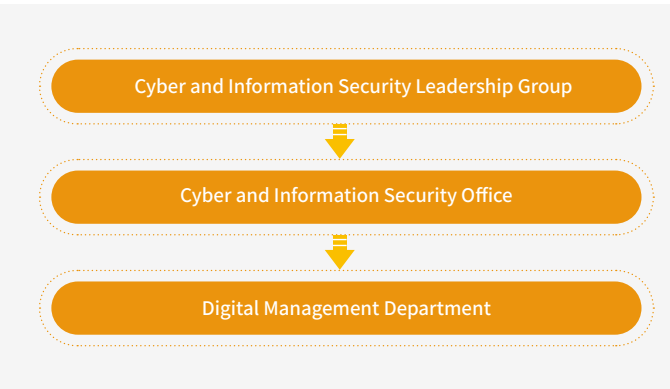 Cyber and Information Security Leadership Group
Cyber and Information Security Office
Digital Management Department